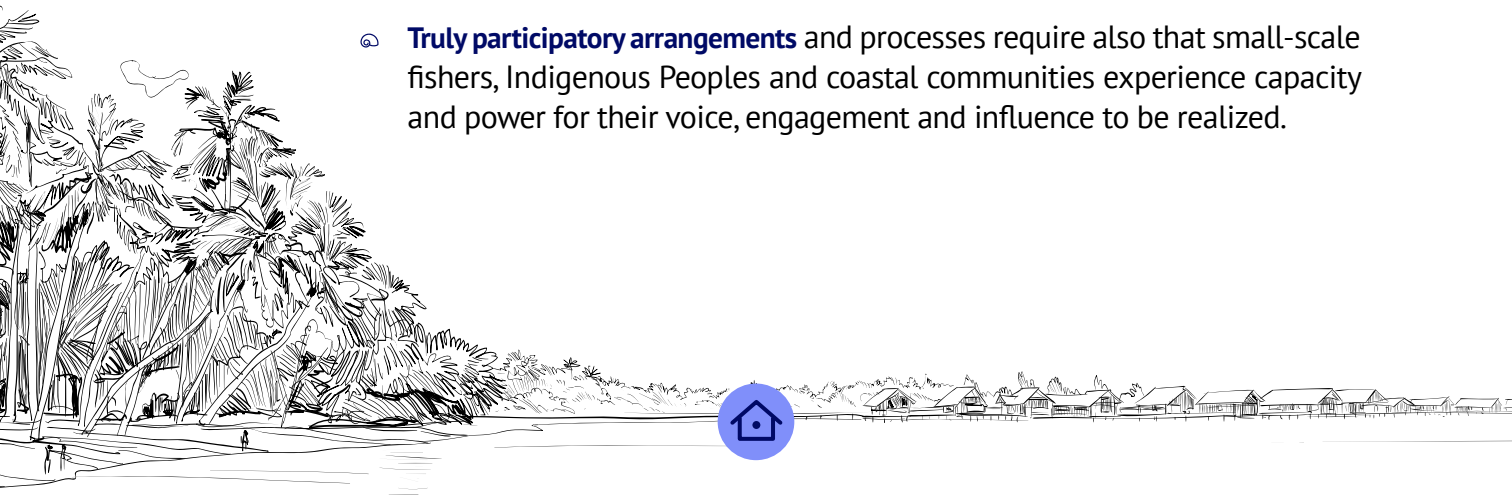 Truly participatory arrangements and processes require also that small-scale
fishers, Indigenous Peoples and coastal communities experience capacity
and power for their voice, engagement and influence to be realized.